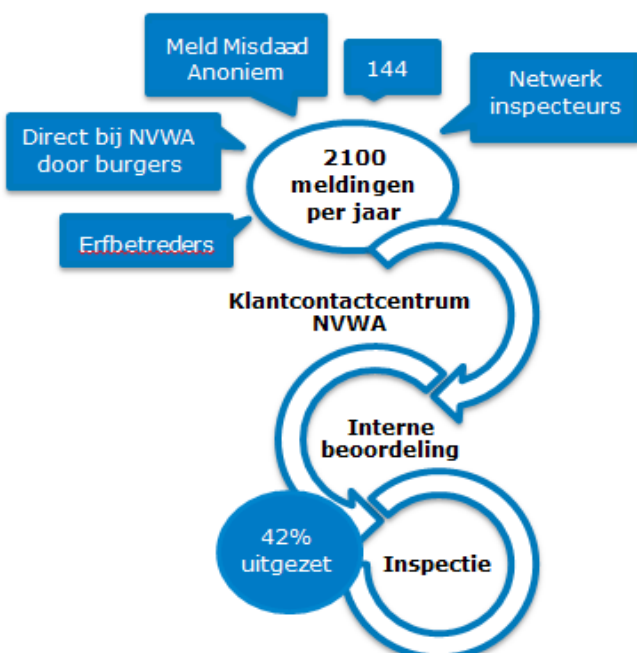 Meld Misdaad
Anoniem
144
Netwerk
inspecteurs
Direct bij NVWA
door burgers
2100
meldingen
per jaar
Erfbetreders
Klantcontactcentrum
NVWA
Interne
beoordeling
42%
uitgezet
Inspectie